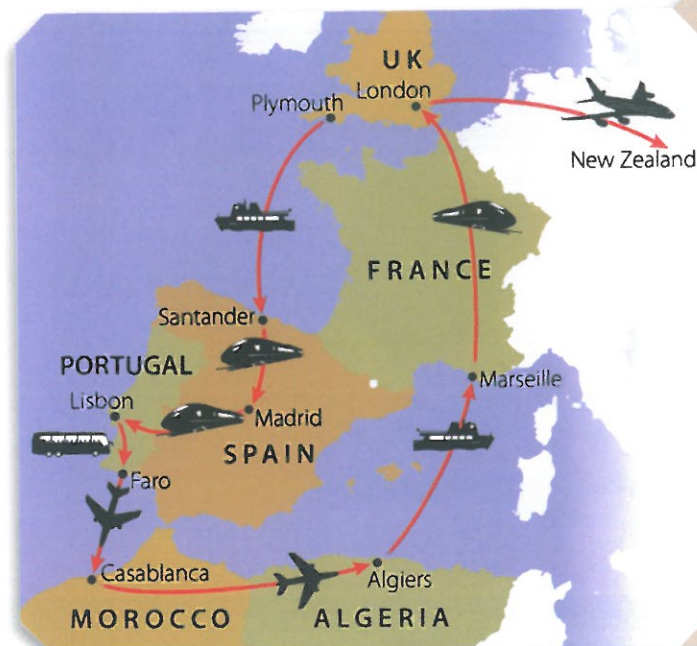 UK
London
Plymouth
New Zealand
FRANCE
Santander
PORTUGAL
Marseille
Lisbon
Madrid
SPAIN
Faro
Casablanca
Algiers
MOROCCO
ALGERIA